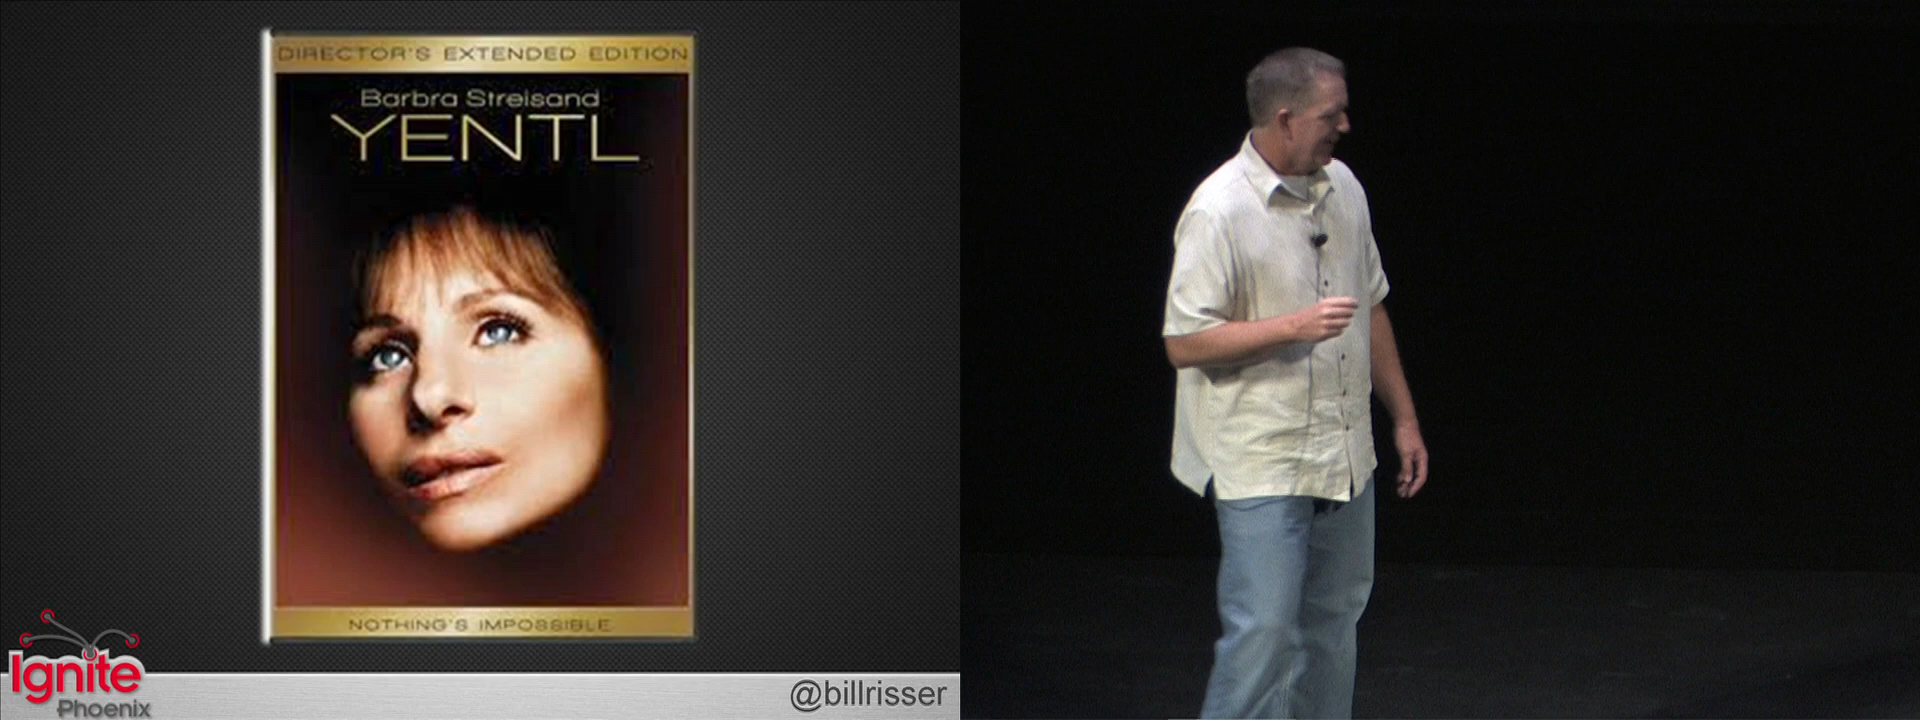 DIRECTOR'S EXTENDED EDITION
Barbra Streisand
YENTL
NOTHING'S IMPOSSIBLE
Ignite
Phoenix
@billrisser